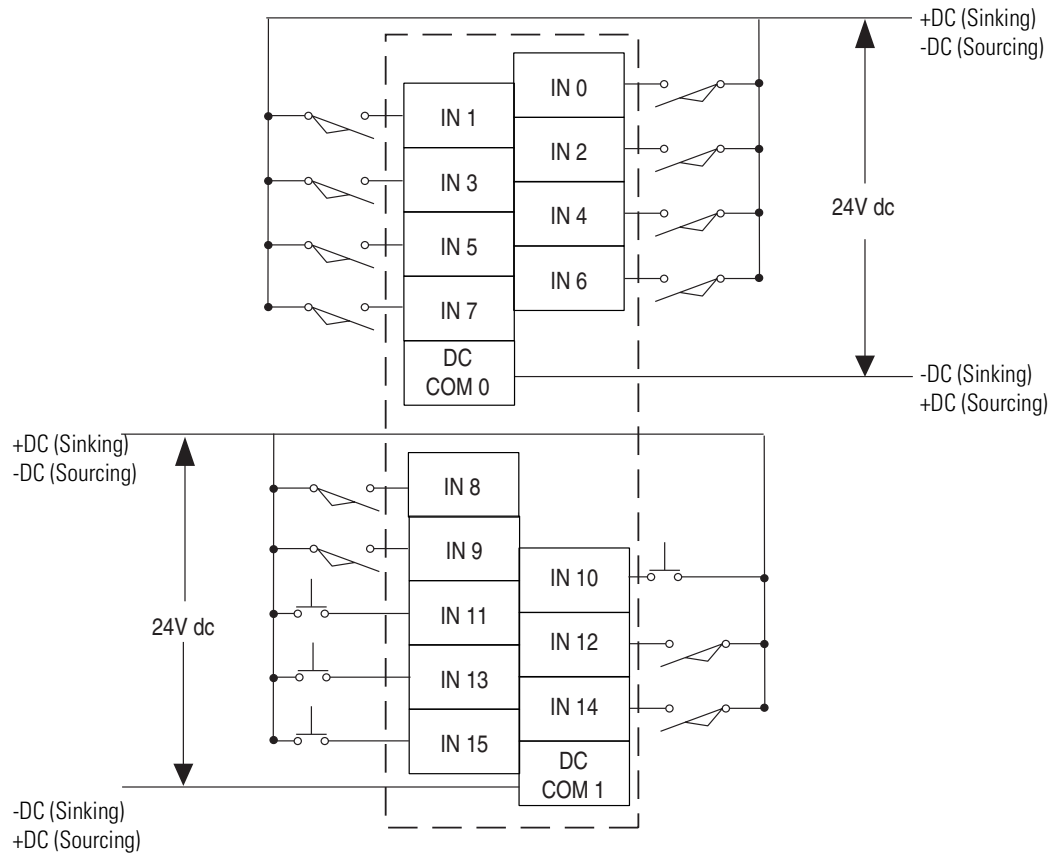 +DC (Sinking)
-DC (Sourcing)
IN 0
IN 1
IN 2
IN 3
IN 4
24V dc
IN 5
IN 6
IN 7
DC
COM 0
-DC (Sinking)
+DC (Sourcing)
+DC (Sinking)
-DC (Sourcing)
IN 8
IN 9
IN 10
IN 11
24V dc
IN 12
IN 13
IN 14
IN 15
DC
COM 1
-DC (Sinking)
+DC (Sourcing)